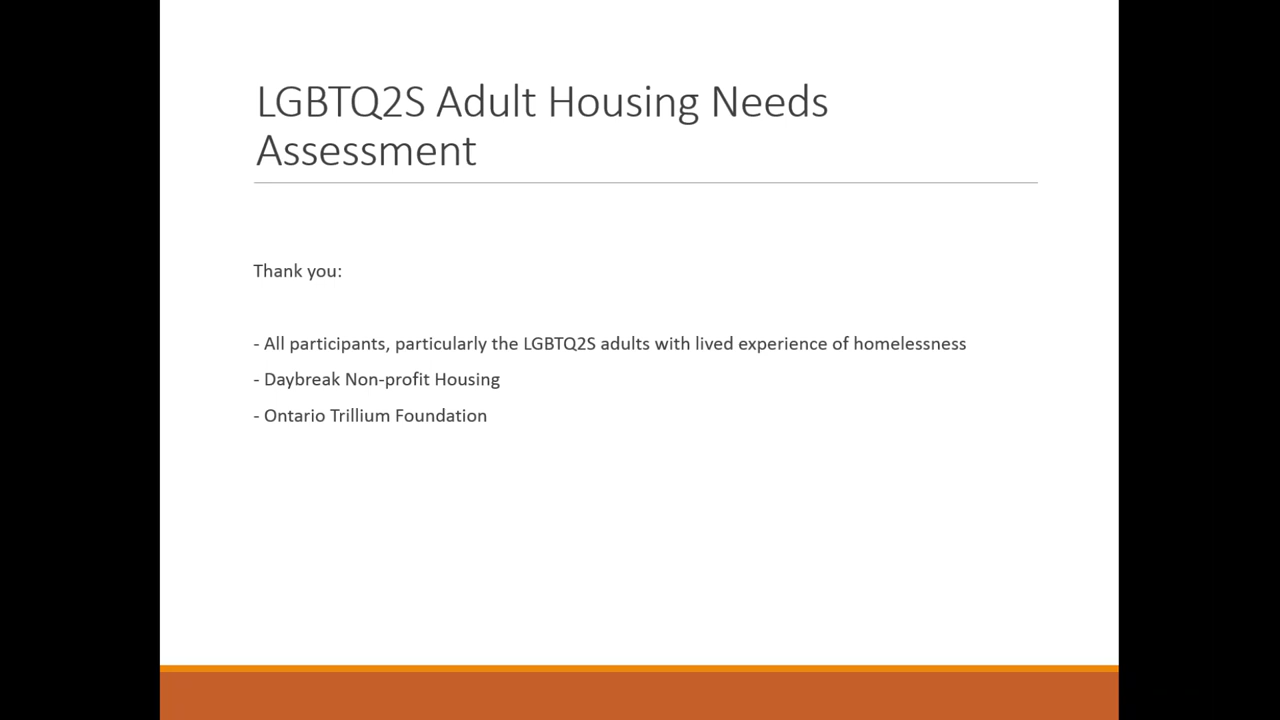 LGBTQ2S Adult Housing Needs
Assessment
Thank you:
- All participants, particularly the LGBTQ2S adults with lived experience of homelessness
- Daybreak Non-profit Housing
- Ontario Trillium Foundation